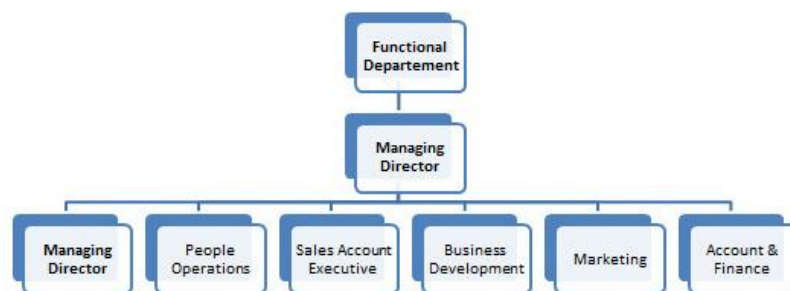 Functional
Departement
Managing
Director
Managing
Director
People
Operations
Sales Account
Executive
Business
Development
Marketing
Account &
Finance